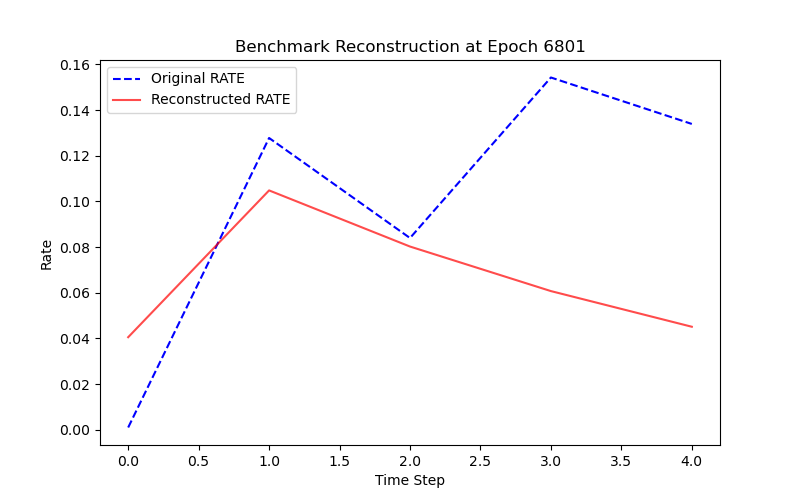 Benchmark Reconstruction at Epoch 6801
Original RATE
Reconstructed RATE
0.16
0.14
0.12
0.10
0.08
0.06
0.04
0.02
0.00
Rate
0.0 0.5 1.0 1.5 2.0 2.5 3.0 3.5 4.0
Time Step